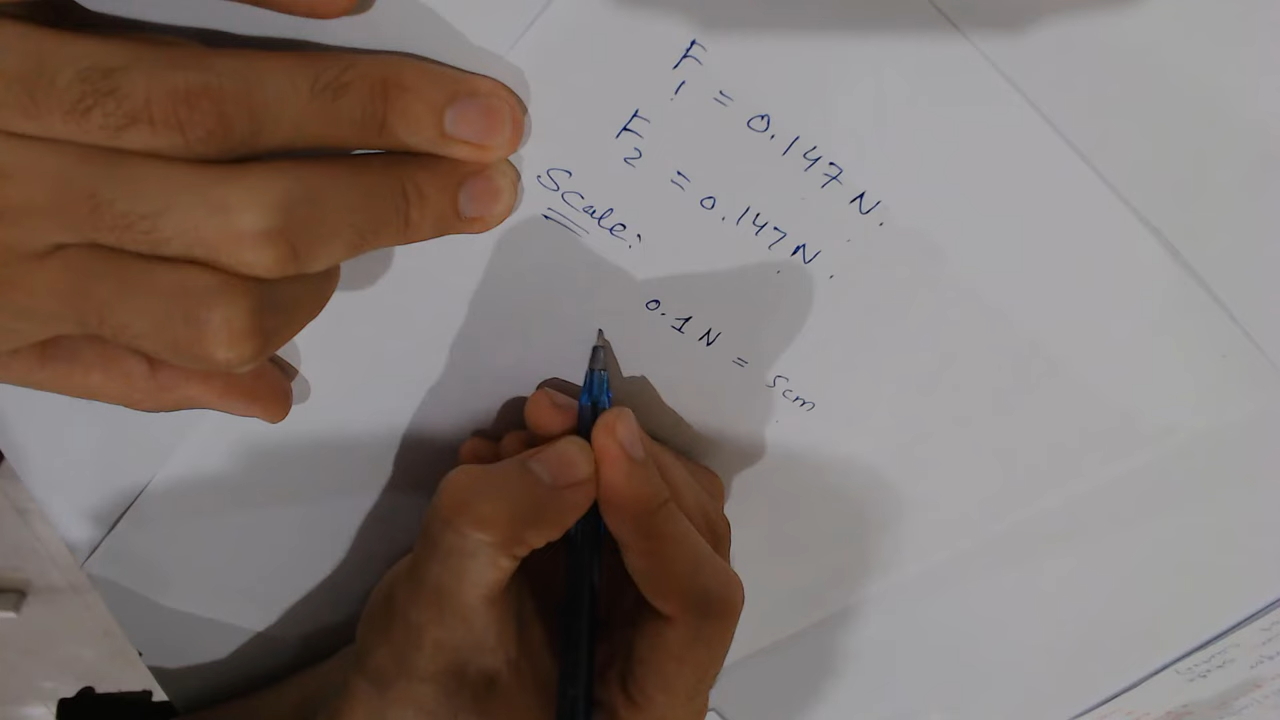 F1 = 0.147 N.
F2 = 0.147 N.
Scale:
0.1 N = 5cm